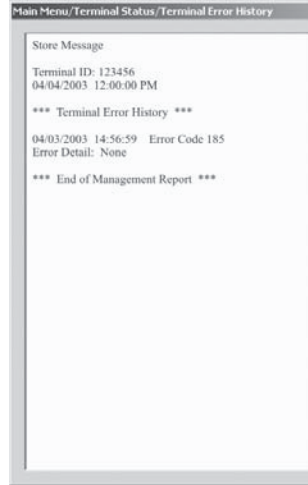 Main Menu/Terminal Status/Terminal Error History
Store Message
Terminal ID: 123456
04/04/2003 12:00:00 PM
*** Terminal Error History ***
04/03/2003 14:56:59 Error Code 185
Error Detail: None
*** End of Management Report ***